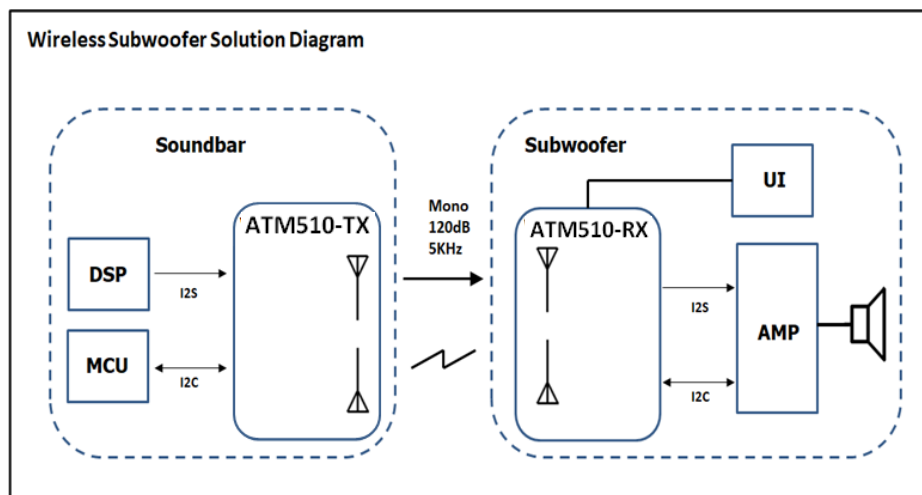 Wireless Subwoofer Solution Diagram
Soundbar
ATM510-TX
DSP
I2S
MCU
I2C
Mono
120dB
5KHz
Subwoofer
UI
ATM510-RX
I2S
AMP
I2C